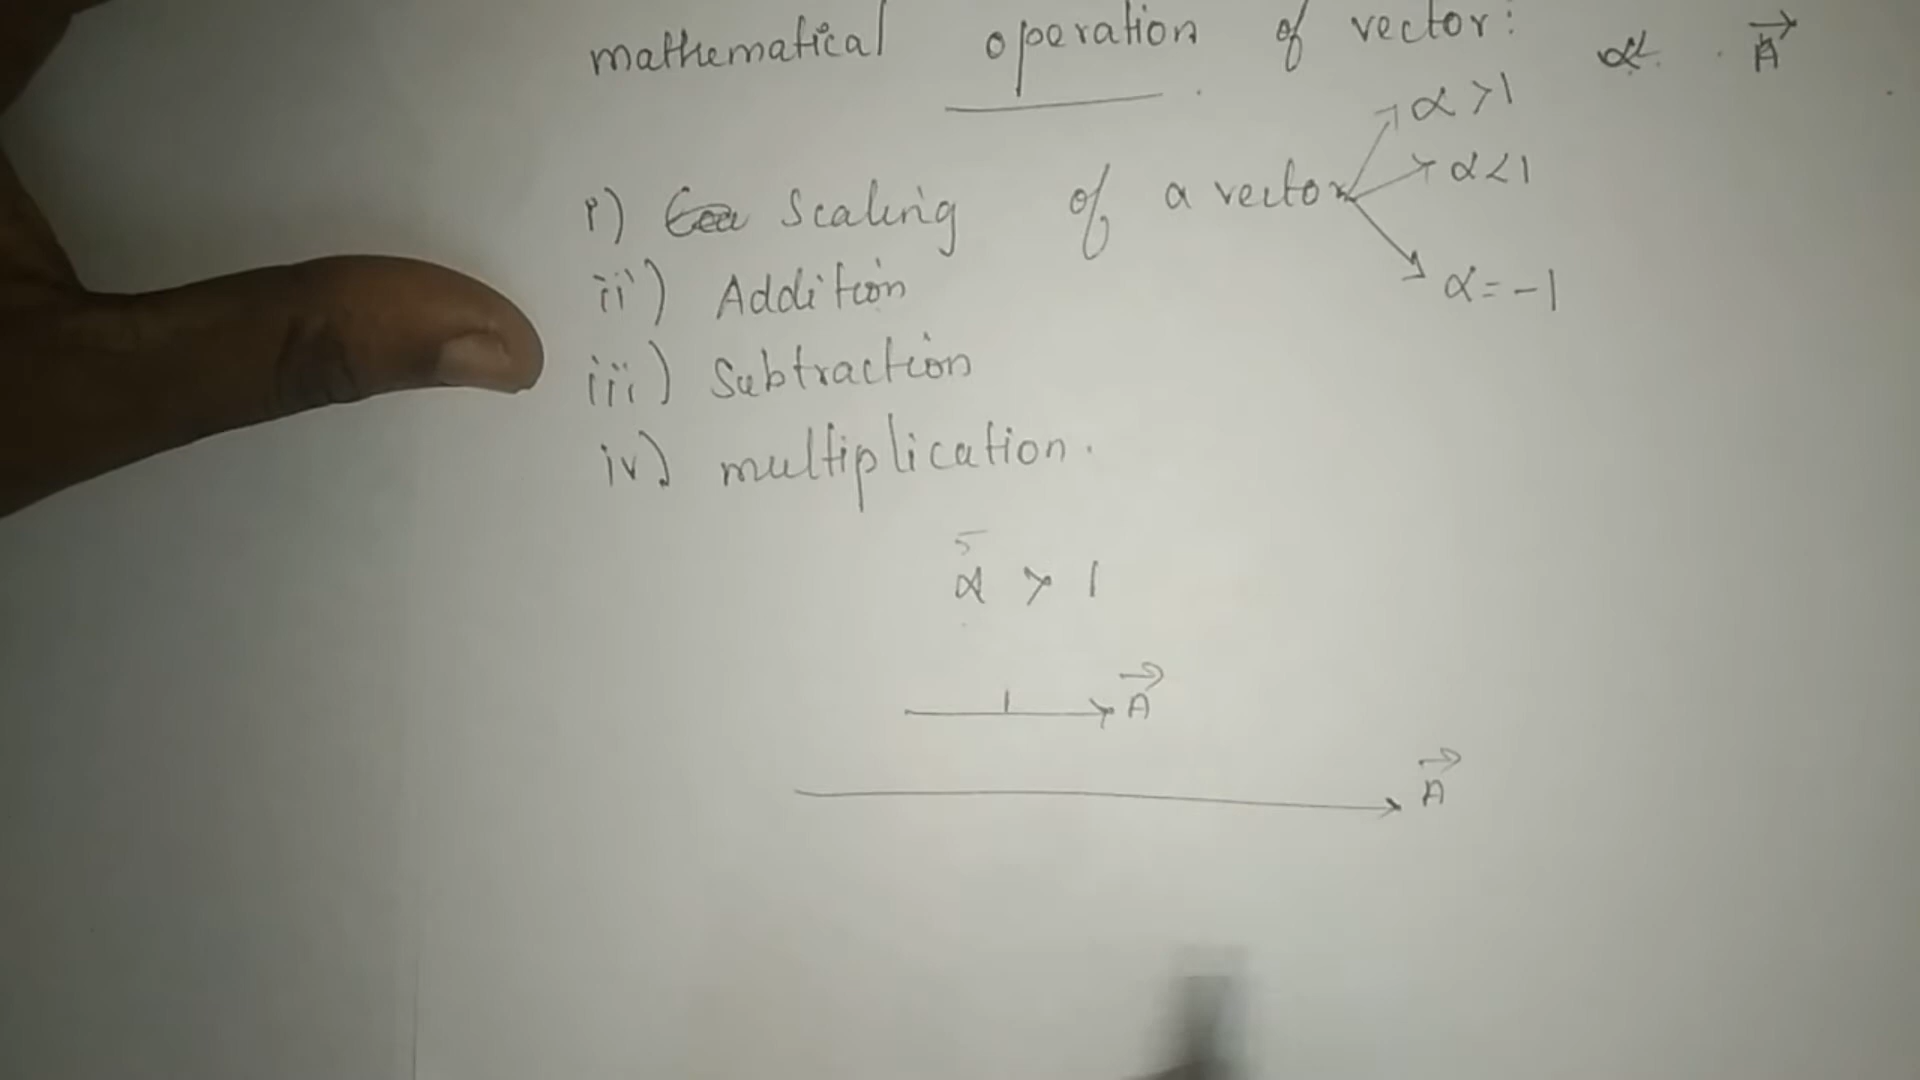 mathematical operation of vector: α . A→
α > 1
α < 1
i) Scaling of a vector
α = -1
ii) Addition
iii) Subtraction
iv) multiplication.
5
α > 1
A→
A→